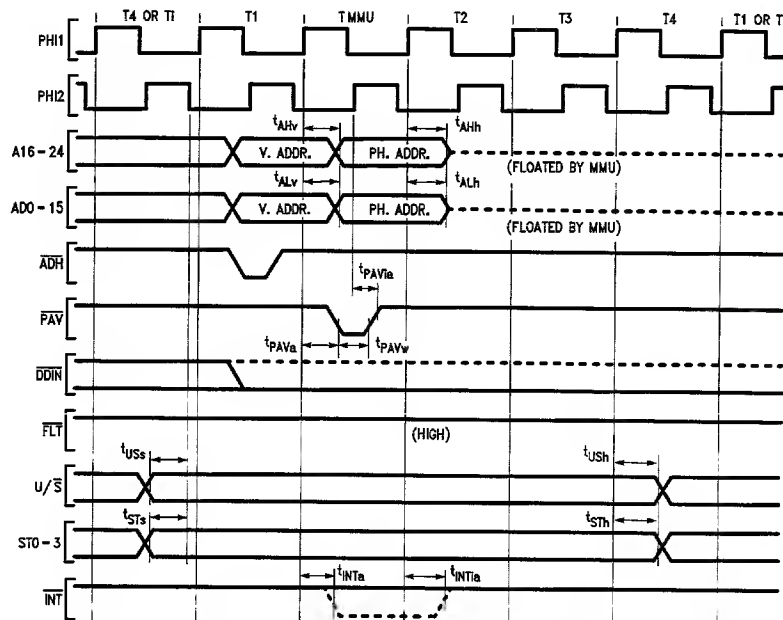 T4 OR Ti T1 TMMU T2 T3 T4 T1 OR T
PHI1
PHI2
tAHv tAHh
A16-24 V. ADDR. PH. ADDR. (FLOATED BY MMU)
tALv tALh
AD0-15 V. ADDR. PH. ADDR. (FLOATED BY MMU)
ADH
tPAVia
PAV
tPAVa tPAVw
DDIN
FLT (HIGH)
tUSs tUSh
U/S
tSTs tSTh
ST0-3
tINTa tINTia
INT